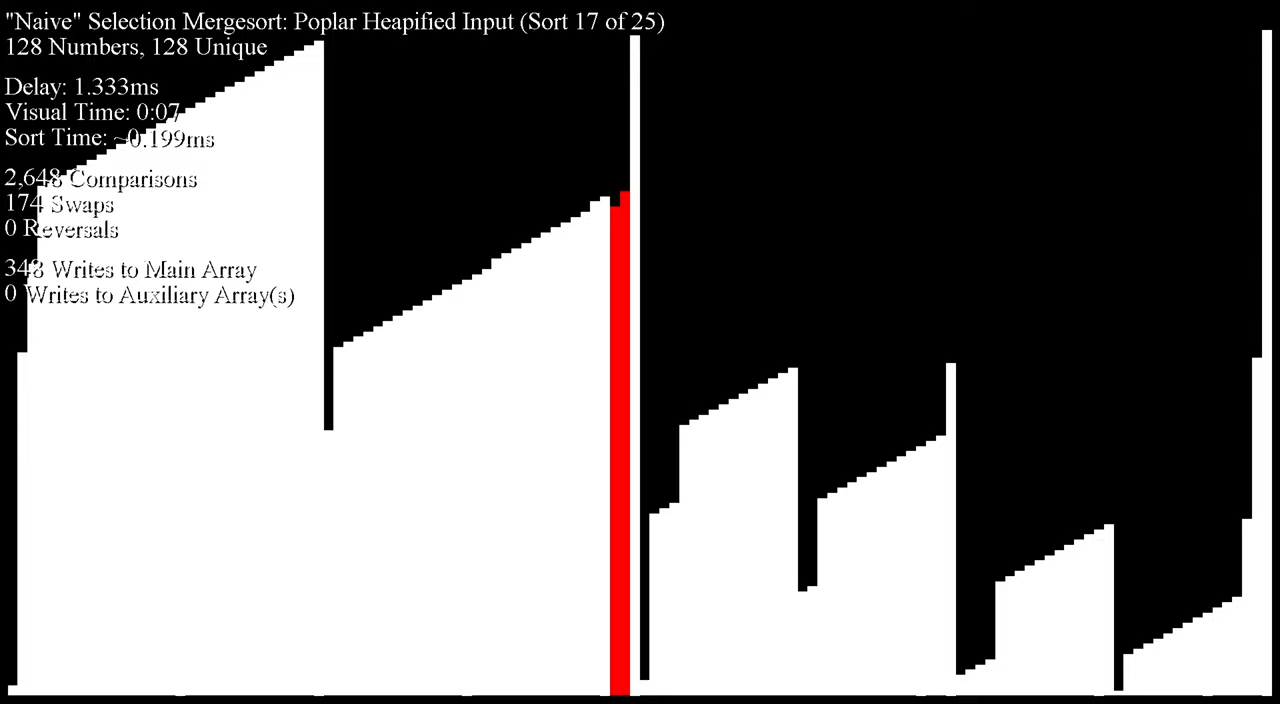 "Naive" Selection Mergesort: Poplar Heapified Input (Sort 17 of 25)
128 Numbers, 128 Unique
Delay: 1.333ms
Visual Time: 0:07
Sort Time: ~0.199ms
2,648 Comparisons
174 Swaps
0 Reversals
348 Writes to Main Array
0 Writes to Auxiliary Array(s)